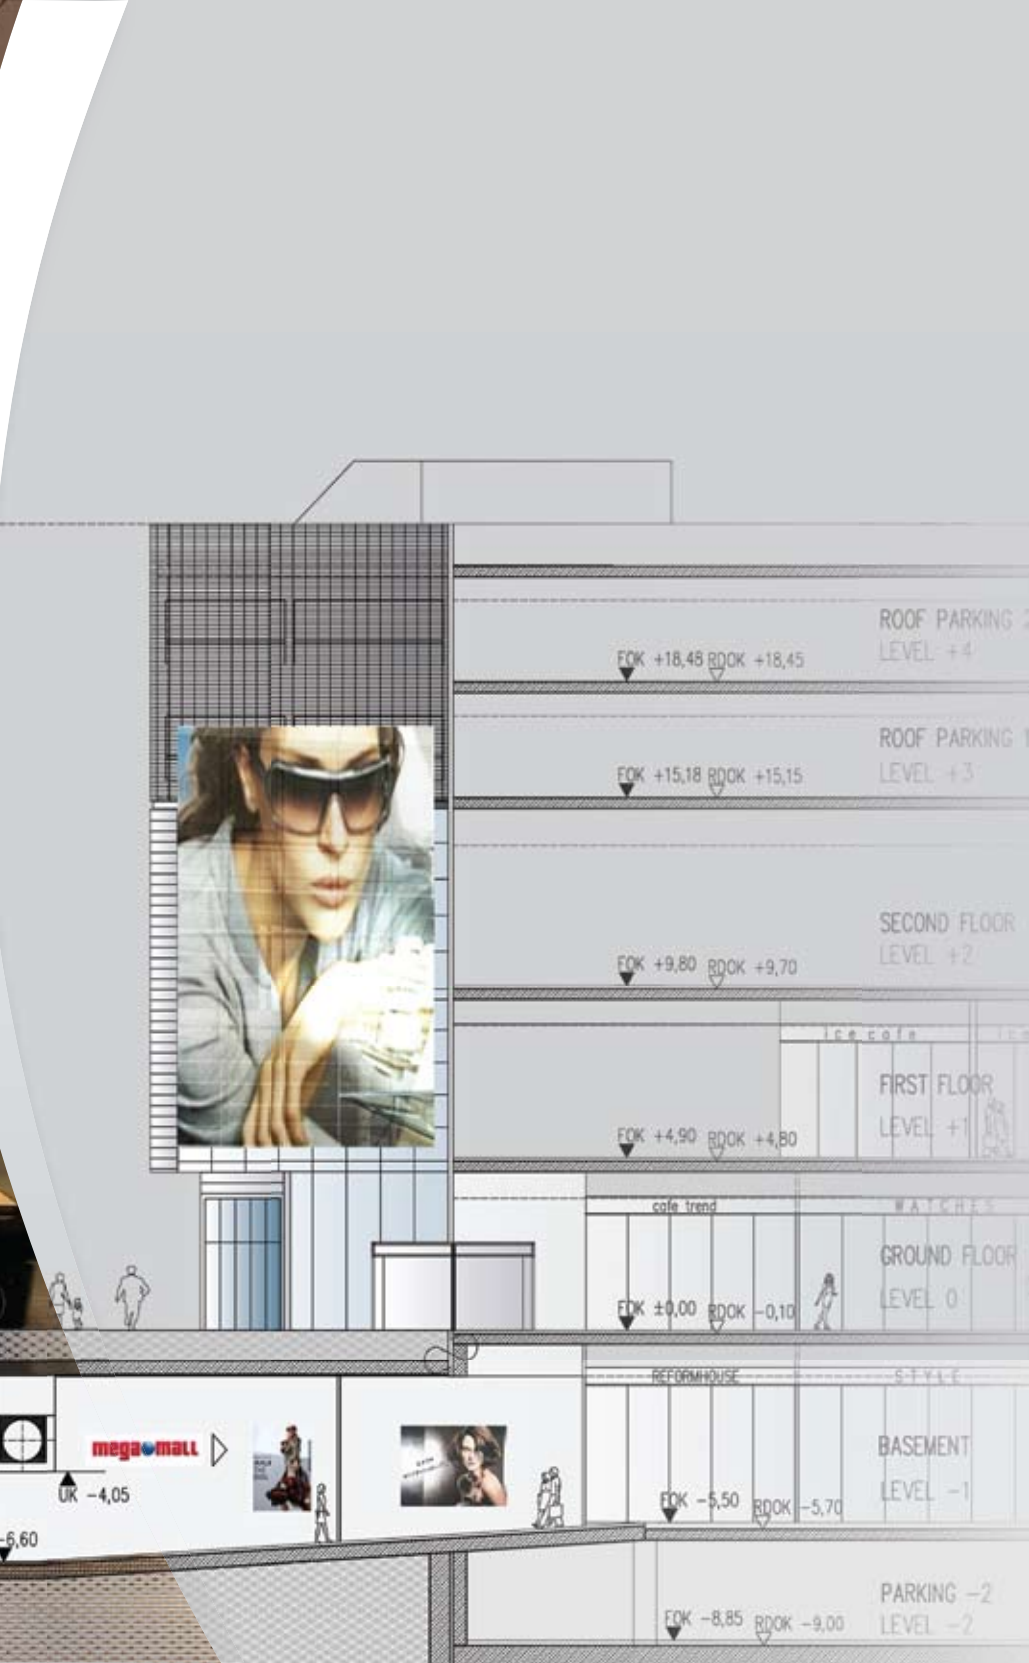 ROOF PARKING 2
LEVEL +4
FOK +18,48 RDOK +18,45
ROOF PARKING 1
LEVEL +3
FOK +15,18 RDOK +15,15
SECOND FLOOR
LEVEL +2
FOK +9,80 RDOK +9,70
ice cafe
FIRST FLOOR
LEVEL +1
FOK +4,90 RDOK +4,80
cafe trend WATCHES
GROUND FLOOR
LEVEL 0
FOK ±0,00 RDOK -0,10
REFORMHOUSE STYLE
BASEMENT
megamall
LEVEL -1
UK -4,05
FOK -5,50 RDOK -5,70
-6,60
PARKING -2
LEVEL -2
FOK -8,85 RDOK -9,00